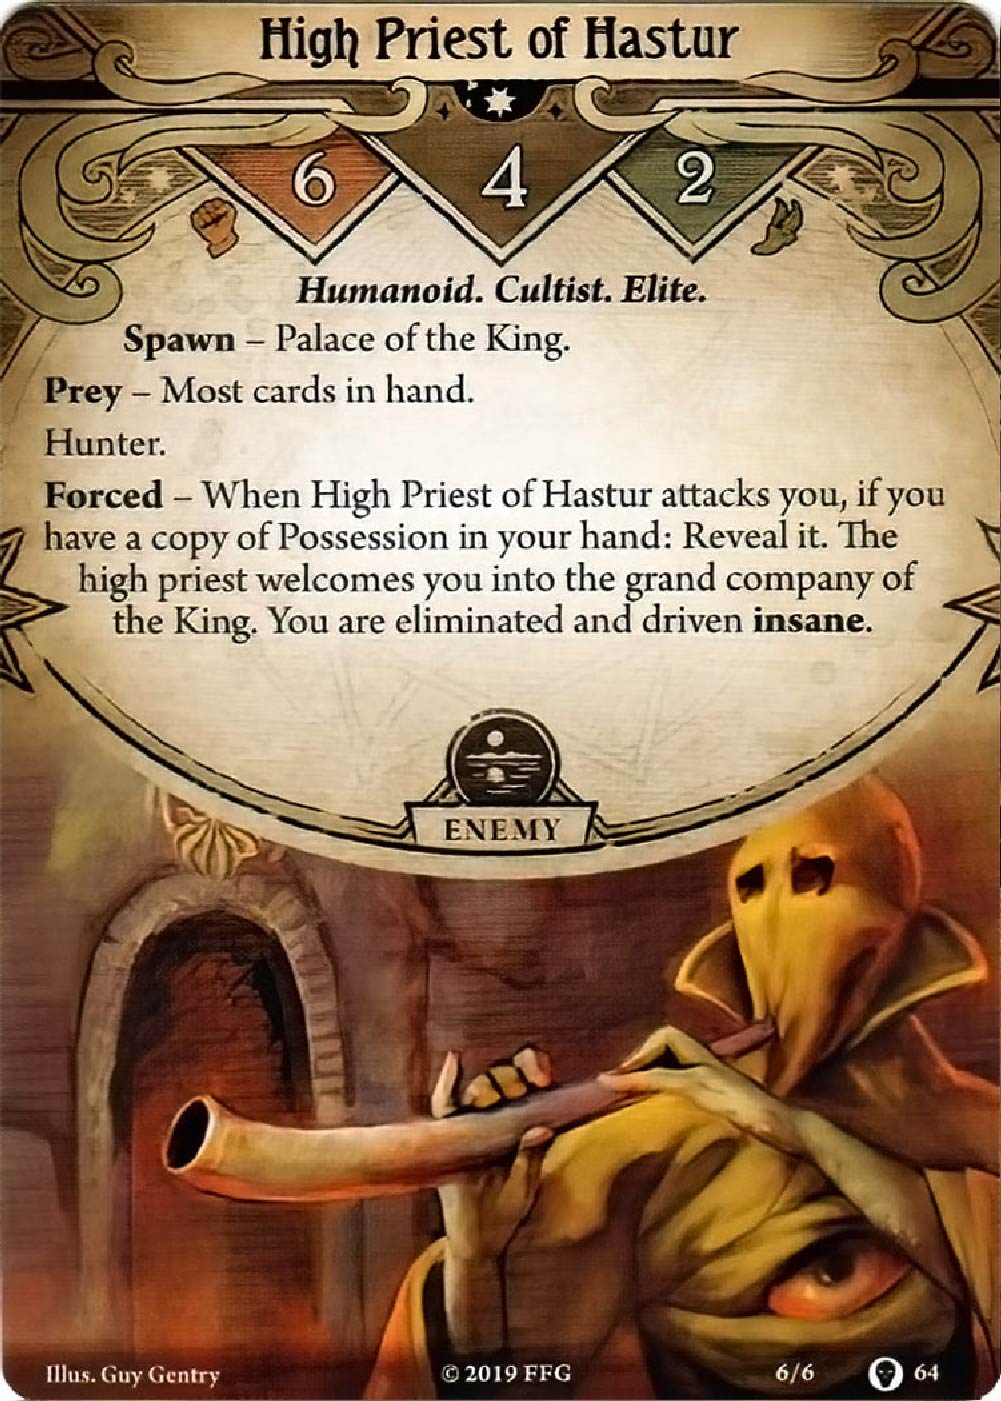 High Priest of Hastur
6 4 2
Humanoid. Cultist. Elite.
Spawn – Palace of the King.
Prey – Most cards in hand.
Hunter.
Forced – When High Priest of Hastur attacks you, if you
have a copy of Possession in your hand: Reveal it. The
high priest welcomes you into the grand company of
the King. You are eliminated and driven insane.
ENEMY
Illus. Guy Gentry © 2019 FFG 6/6 64